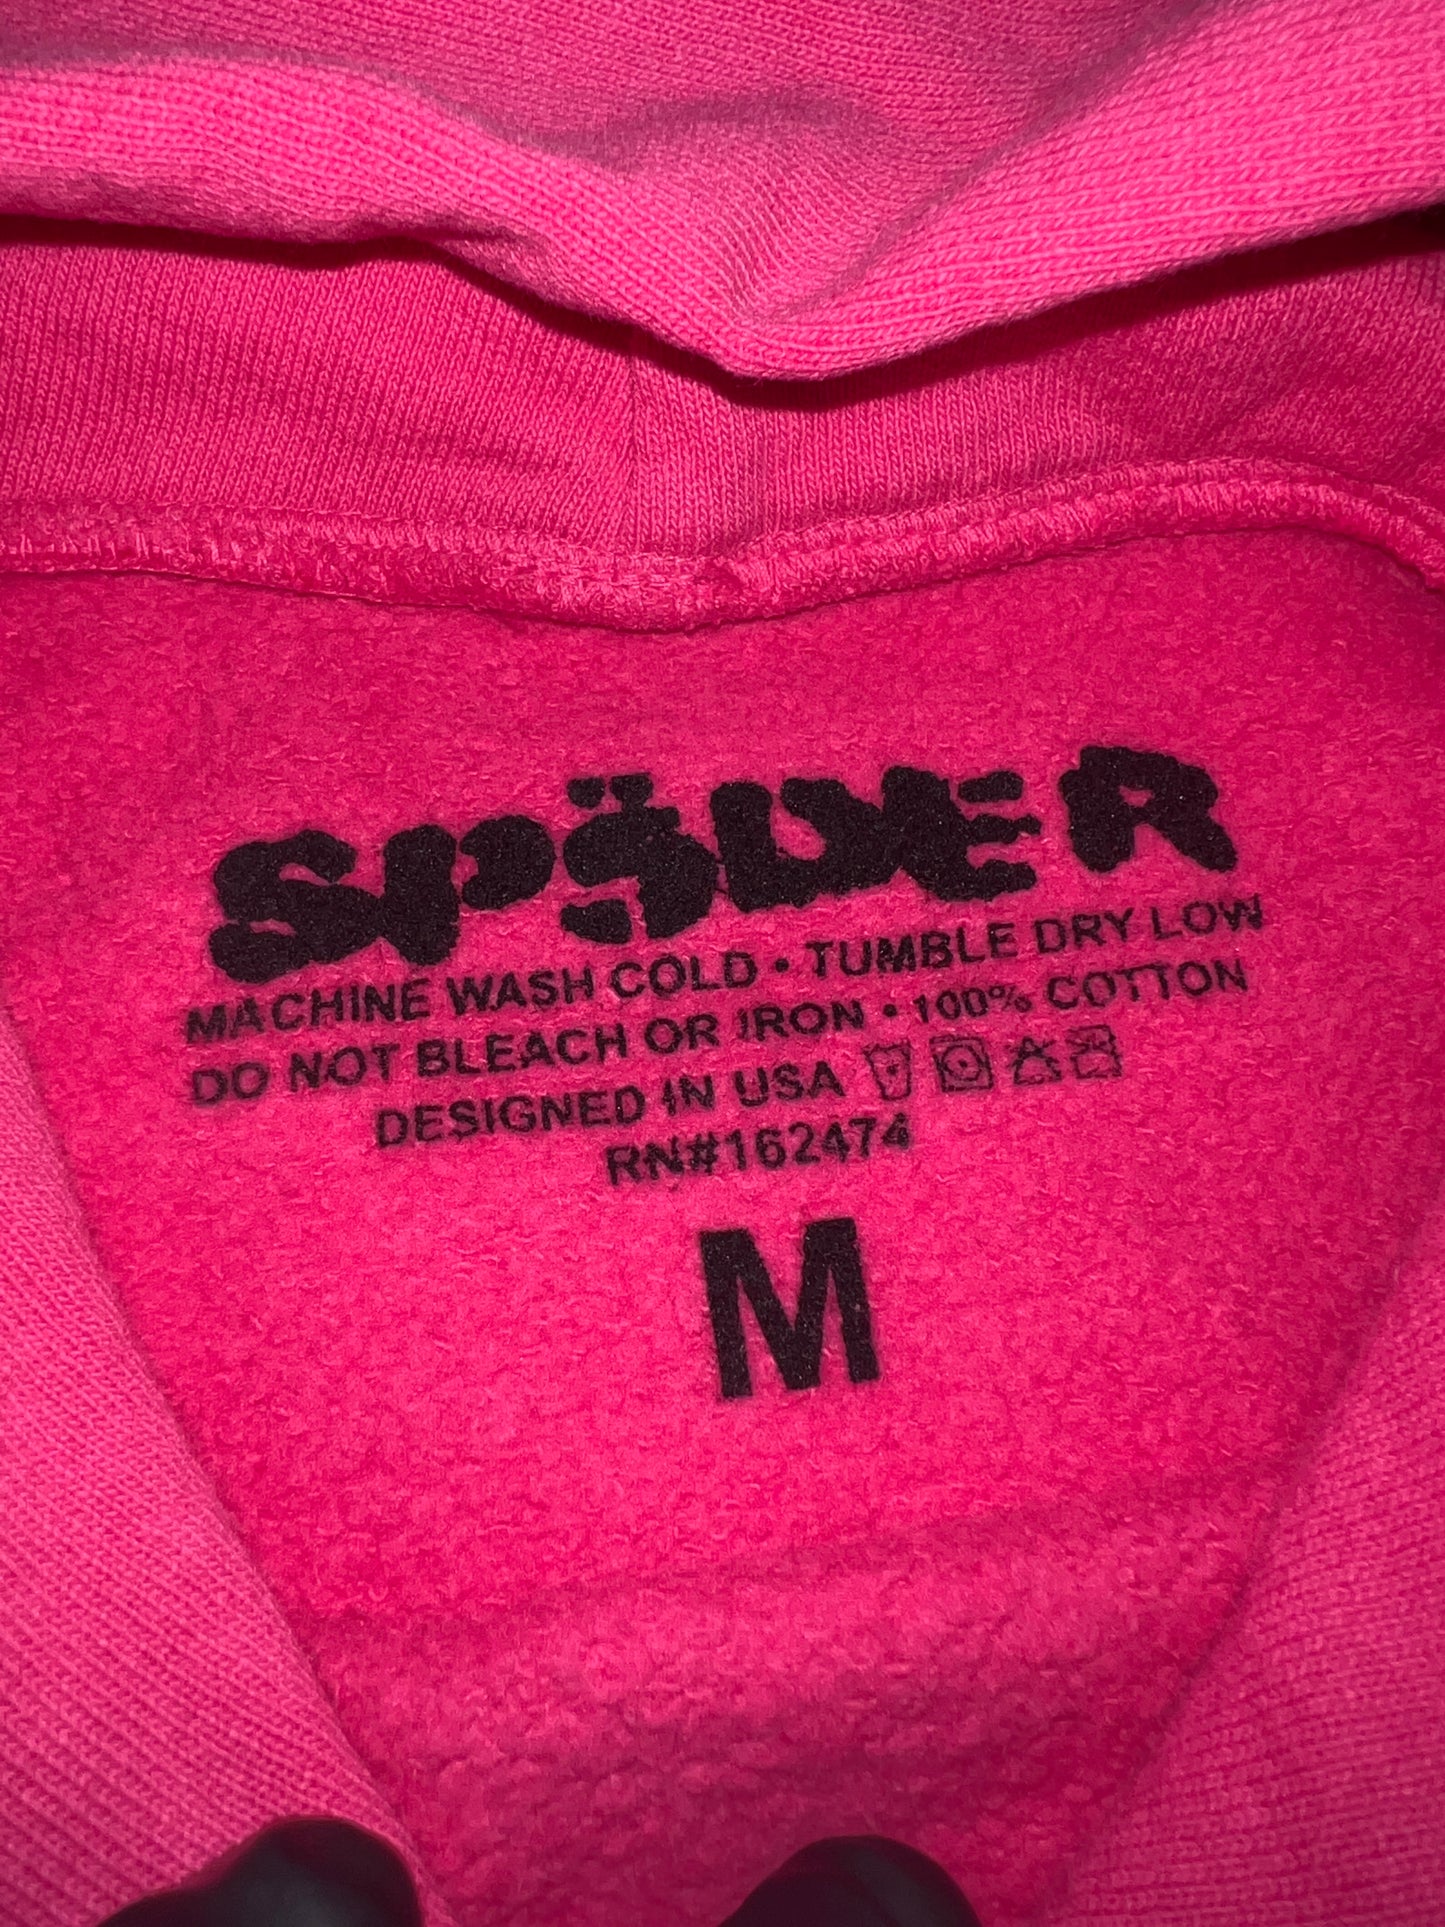 SP5DER
MACHINE WASH COLD • TUMBLE DRY LOW
DO NOT BLEACH OR IRON • 100% COTTON
DESIGNED IN USA
RN#162474
M